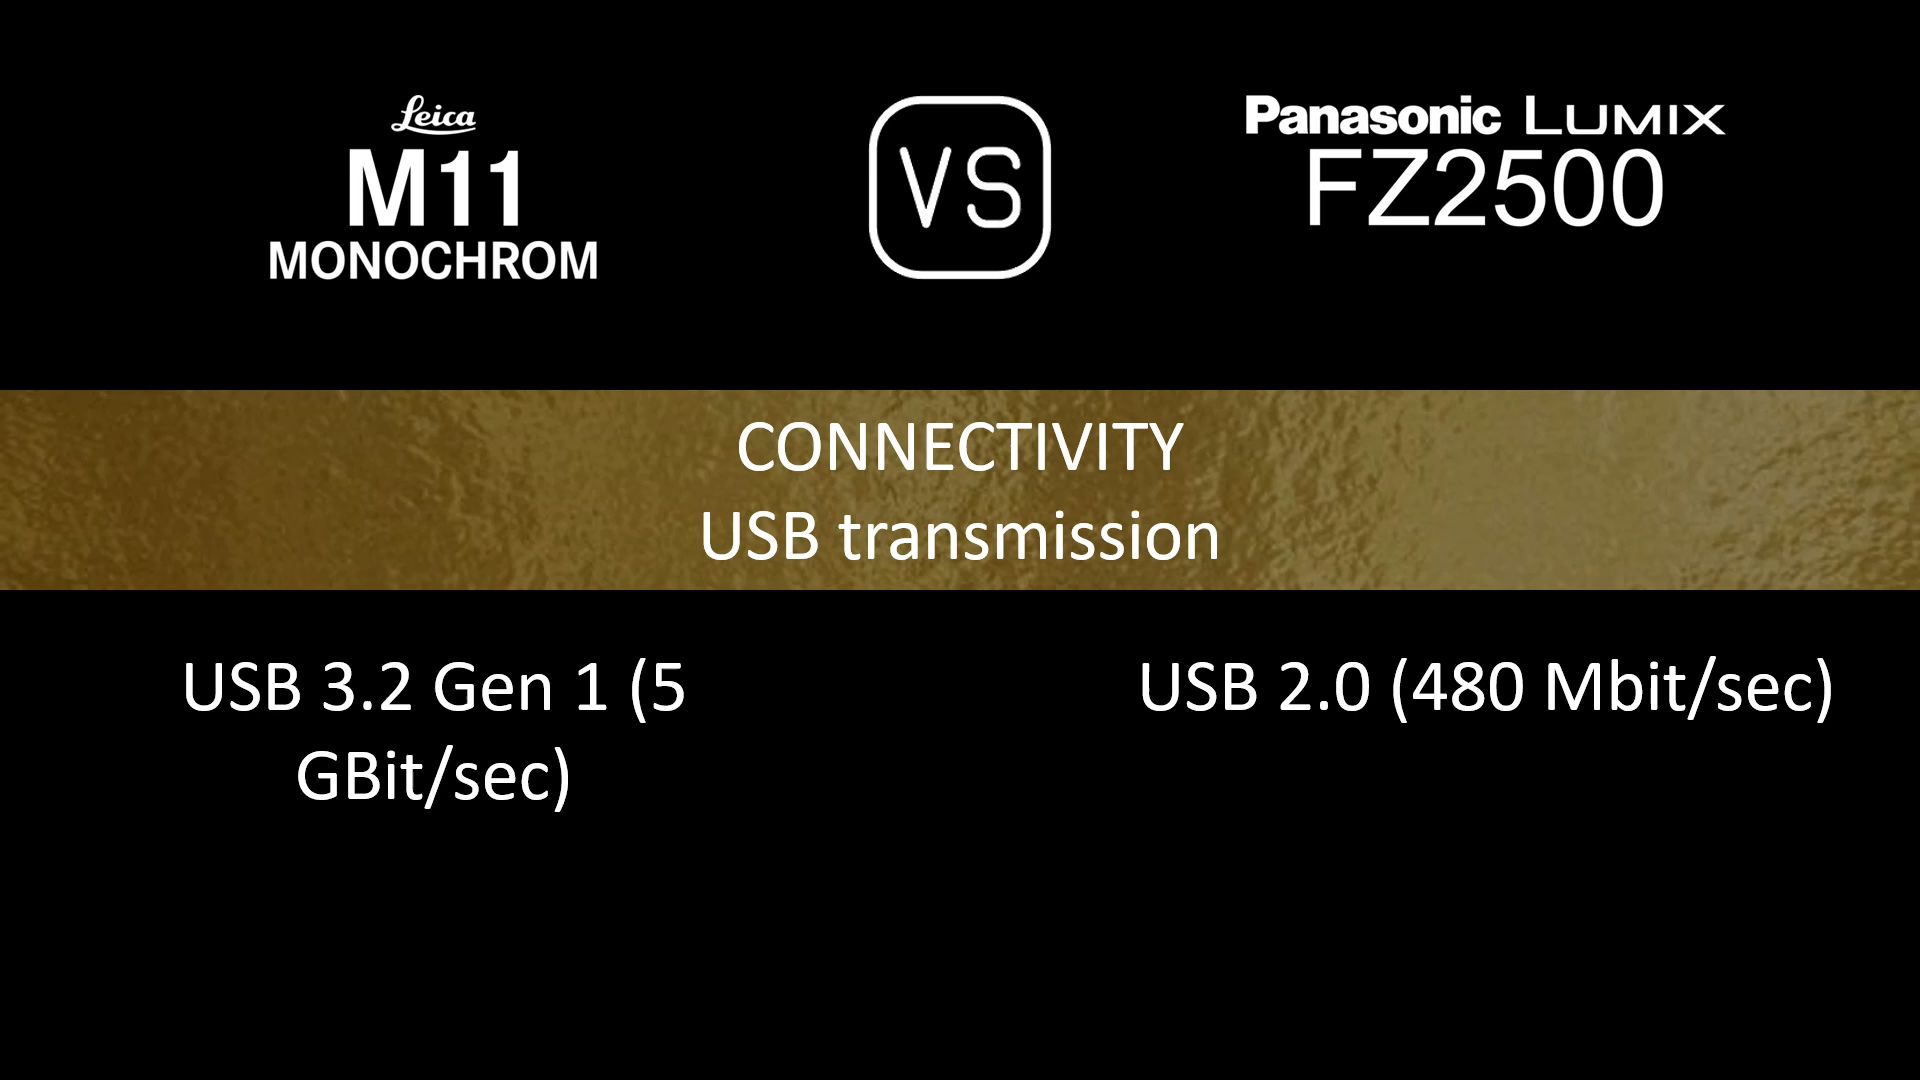 Leica
M11
MONOCHROM
VS
Panasonic LUMIX
FZ2500
CONNECTIVITY
USB transmission
USB 3.2 Gen 1 (5
GBit/sec)
USB 2.0 (480 Mbit/sec)